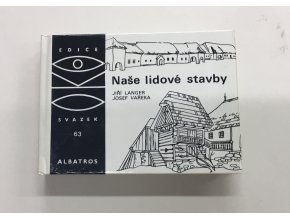 EDICE
OKO
SVAZEK
63
ALBATROS
Naše lidové stavby
JIŘÍ LANGER
JOSEF VAŘEKA